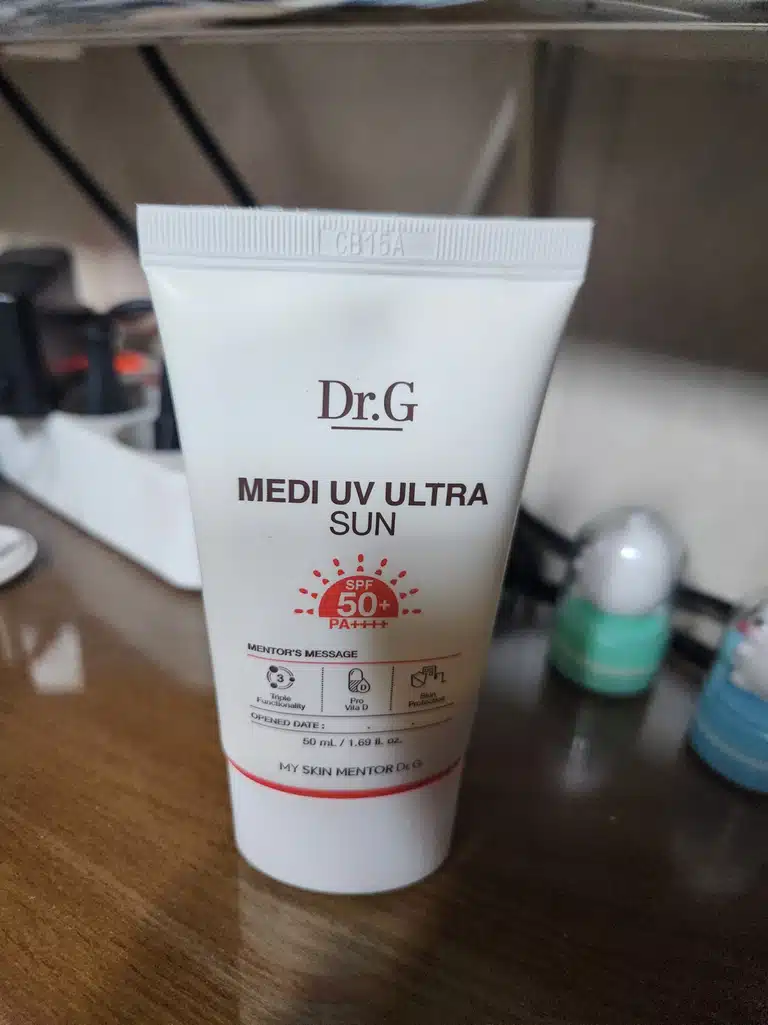 CB15A
Dr.G
MEDI UV ULTRA
SUN
SPF
50+
PA++++
MENTOR'S MESSAGE
3
D
Triple
Functionality
Pro
Vita D
Skin
Protection
OPENED DATE : . .
50 mL / 1.69 fl. oz.
MY SKIN MENTOR Dr.G